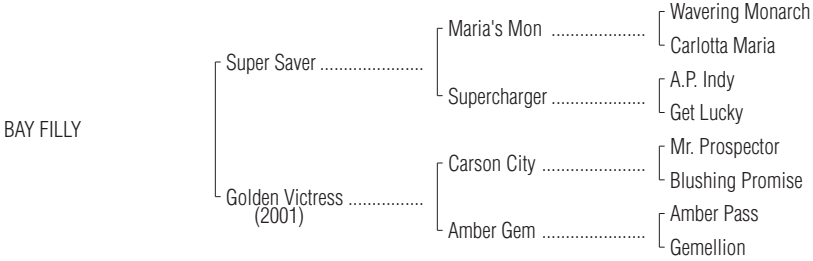 Wavering Monarch
Maria's Mon ....................
Carlotta Maria
Super Saver ......................
A.P. Indy
Supercharger ....................
Get Lucky
BAY FILLY
Mr. Prospector
Carson City ......................
Blushing Promise
Golden Victress ................
(2001)
Amber Pass
Amber Gem ......................
Gemellion